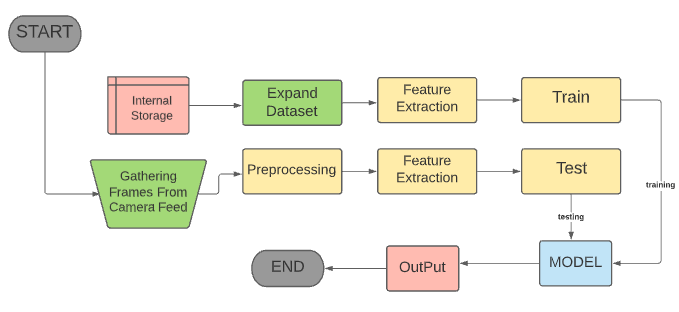 START
Internal
Storage
Expand
Dataset
Feature
Extraction
Train
Gathering
Frames From
Camera Feed
Preprocessing
Feature
Extraction
Test
training
testing
END
OutPut
MODEL